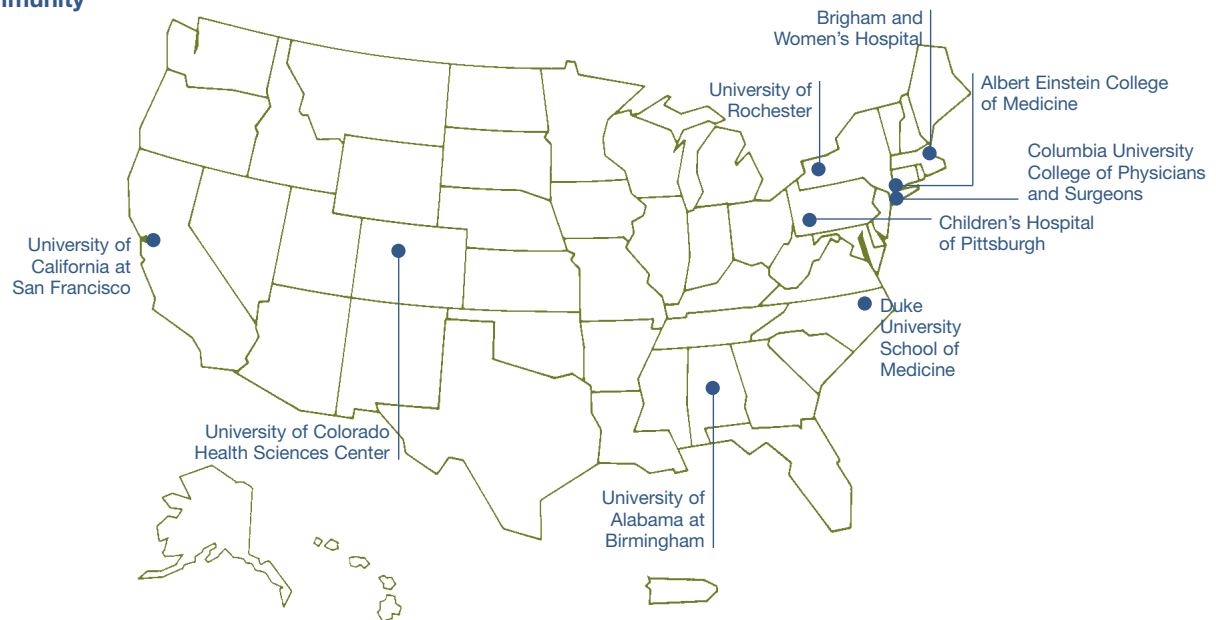 munity
Brigham and
Women's Hospital
University of
Rochester
Albert Einstein College
of Medicine
Columbia University
College of Physicians
and Surgeons
Children's Hospital
of Pittsburgh
University of
California at
San Francisco
Duke
University
School of
Medicine
University of Colorado
Health Sciences Center
University of
Alabama at
Birmingham